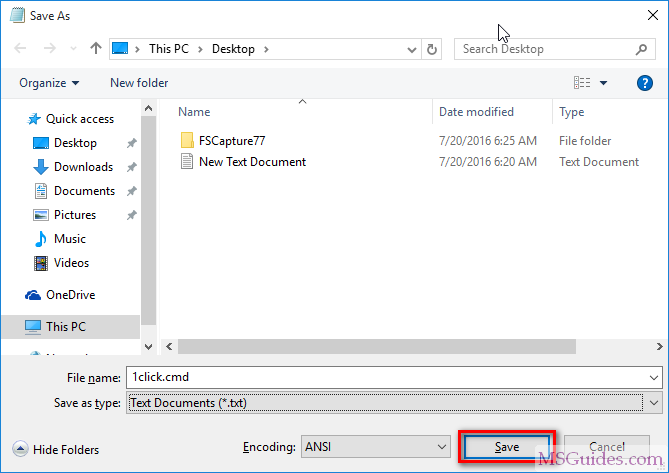 Save As
This PC > Desktop >
Search Desktop
Organize
New folder
Name
Date modified
Type
Quick access
Desktop
Downloads
Documents
Pictures
Music
Videos
OneDrive
This PC
FSCapture77 7/20/2016 6:25 AM File folder
New Text Document 7/20/2016 6:20 AM Text Document
File name: 1click.cmd
Save as type: Text Documents (*.txt)
Hide Folders
Encoding: ANSI
Save
Cancel
MSGuides.com